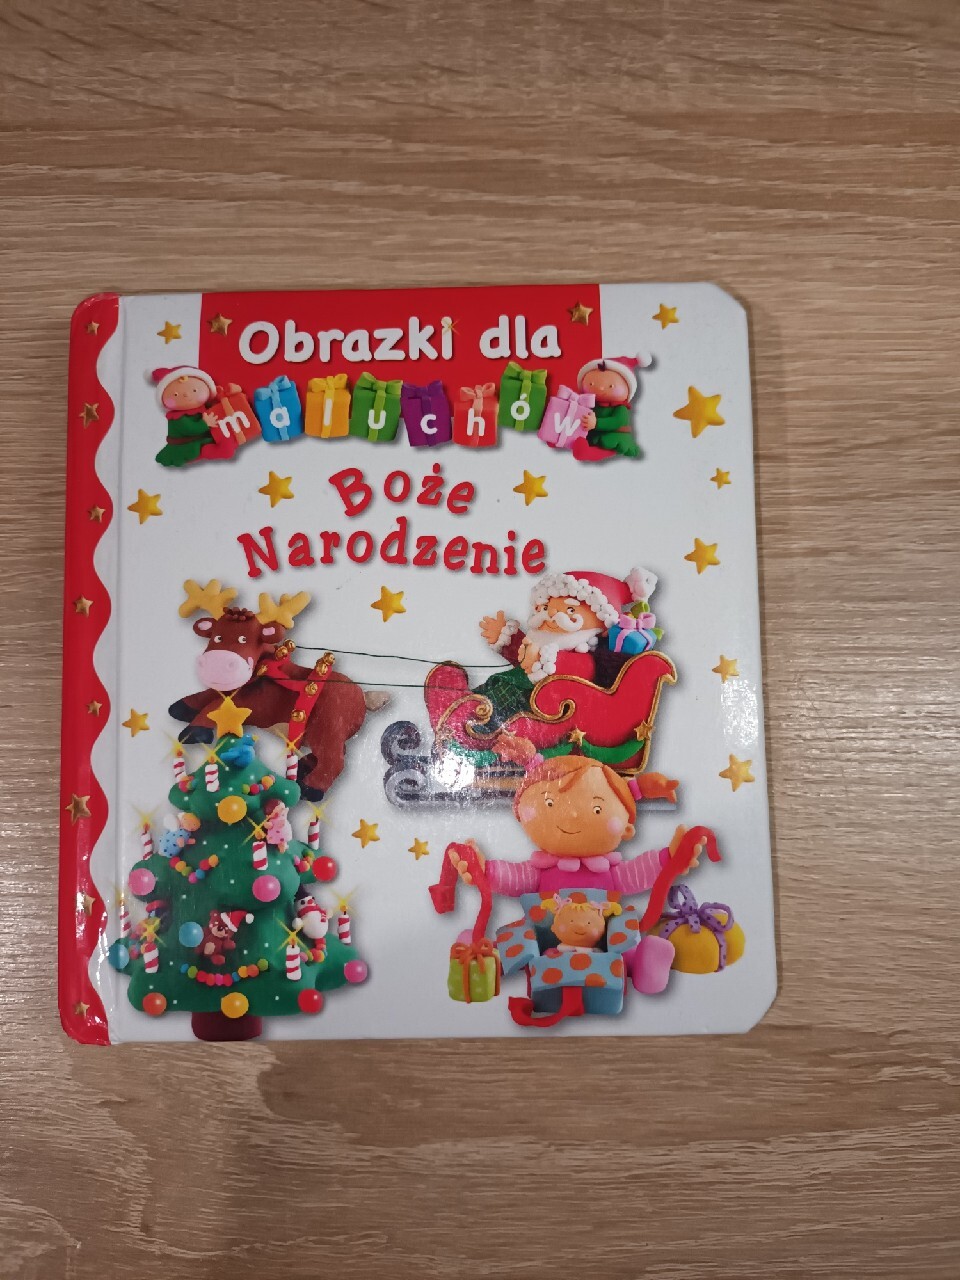 Obrazki dla
maluchów
Boże
Narodzenie